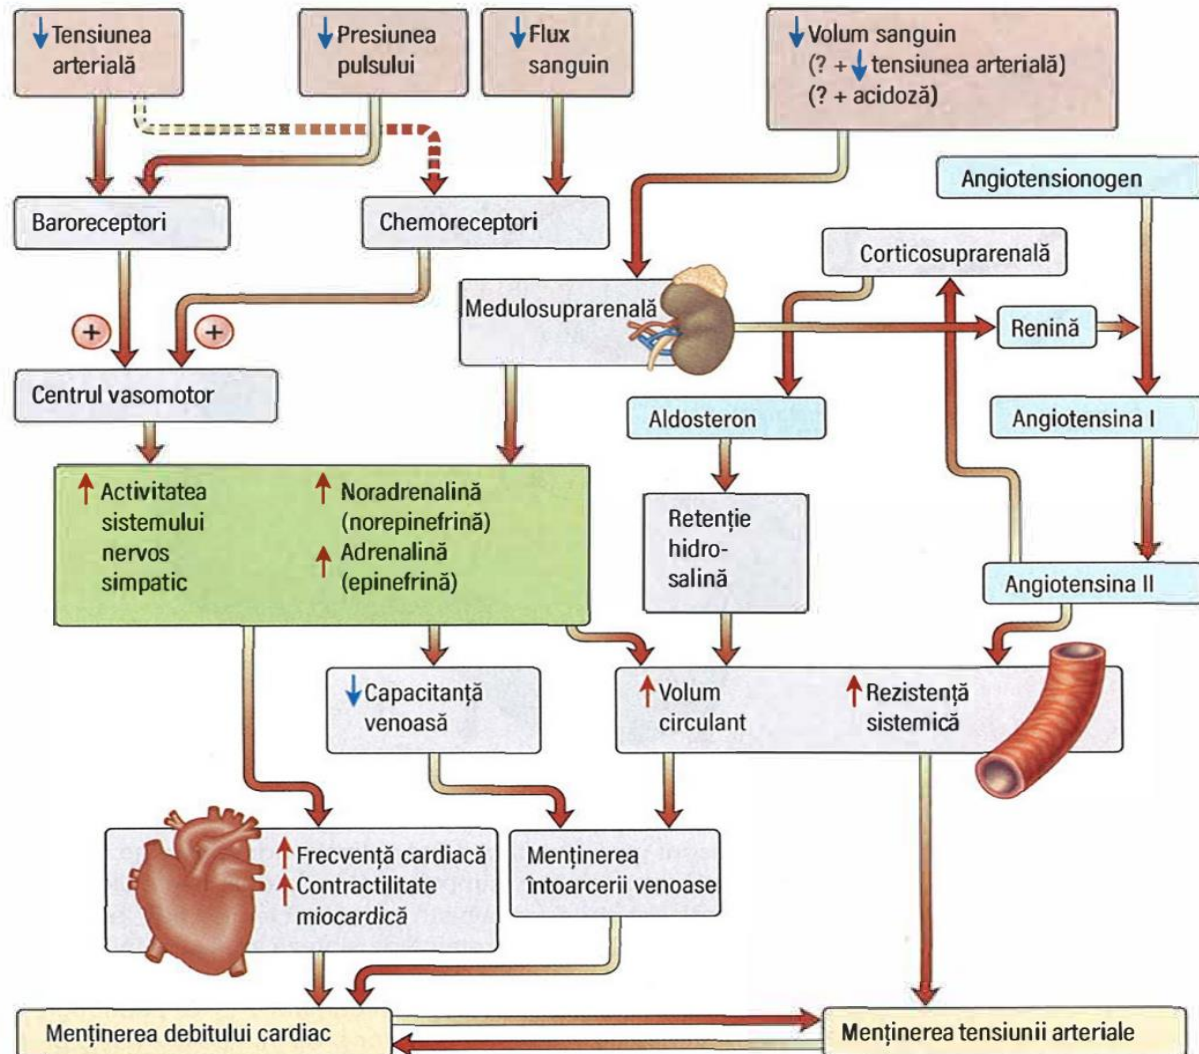 ↓ Tensiunea
arterială
↓ Presiunea
pulsului
↓ Flux
sanguin
↓ Volum sanguin
(? + ↓ tensiunea arterială)
(? + acidoză)
Angiotensionogen
Baroreceptori
Chemoreceptori
Corticosuprarenală
Medulosuprarenală
Renină
+
+
Centrul vasomotor
Aldosteron
Angiotensina I
↑ Activitatea
sistemului
nervos
simpatic
↑ Noradrenalină
(norepinefrină)
↑ Adrenalină
(epinefrină)
Retenție
hidro-
salină
Angiotensina II
↓ Capacitanță
venoasă
↑ Volum
circulant
↑ Rezistență
sistemică
↑ Frecvență cardiacă
↑ Contractilitate
miocardică
Menținerea
întoarcerii venoase
Menținerea debitului cardiac
Menținerea tensiunii arteriale